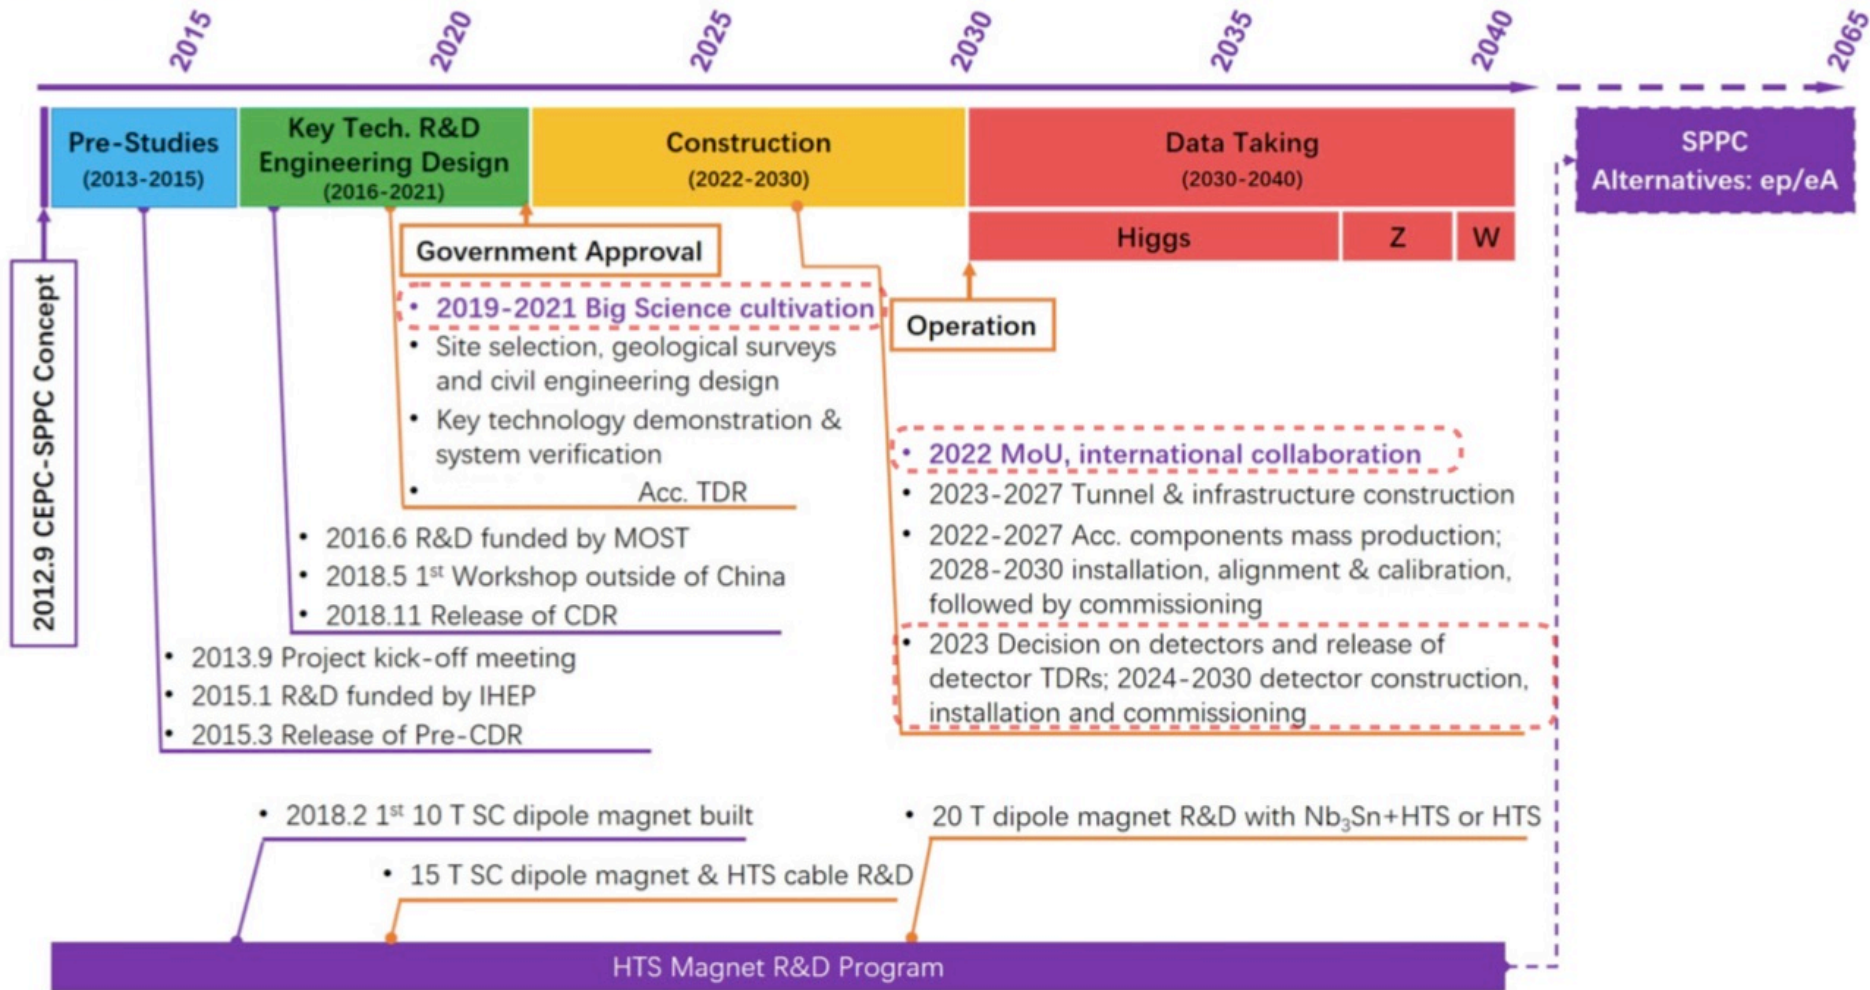 2015
2020
2025
2030
2035
2040
2065
Pre-Studies
(2013-2015)
Key Tech. R&D
Engineering Design
(2016-2021)
Construction
(2022-2030)
Data Taking
(2030-2040)
SPPC
Alternatives: ep/eA
Higgs
Z
W
2012.9 CEPC-SPPC Concept
Government Approval
Operation
• 2019-2021 Big Science cultivation
• Site selection, geological surveys
and civil engineering design
• Key technology demonstration &
system verification
• Acc. TDR
• 2016.6 R&D funded by MOST
• 2018.5 1st Workshop outside of China
• 2018.11 Release of CDR
• 2013.9 Project kick-off meeting
• 2015.1 R&D funded by IHEP
• 2015.3 Release of Pre-CDR
• 2022 MoU, international collaboration
• 2023-2027 Tunnel & infrastructure construction
• 2022-2027 Acc. components mass production;
2028-2030 installation, alignment & calibration,
followed by commissioning
• 2023 Decision on detectors and release of
detector TDRs; 2024-2030 detector construction,
installation and commissioning
• 2018.2 1st 10 T SC dipole magnet built
• 15 T SC dipole magnet & HTS cable R&D
• 20 T dipole magnet R&D with Nb₃Sn+HTS or HTS
HTS Magnet R&D Program